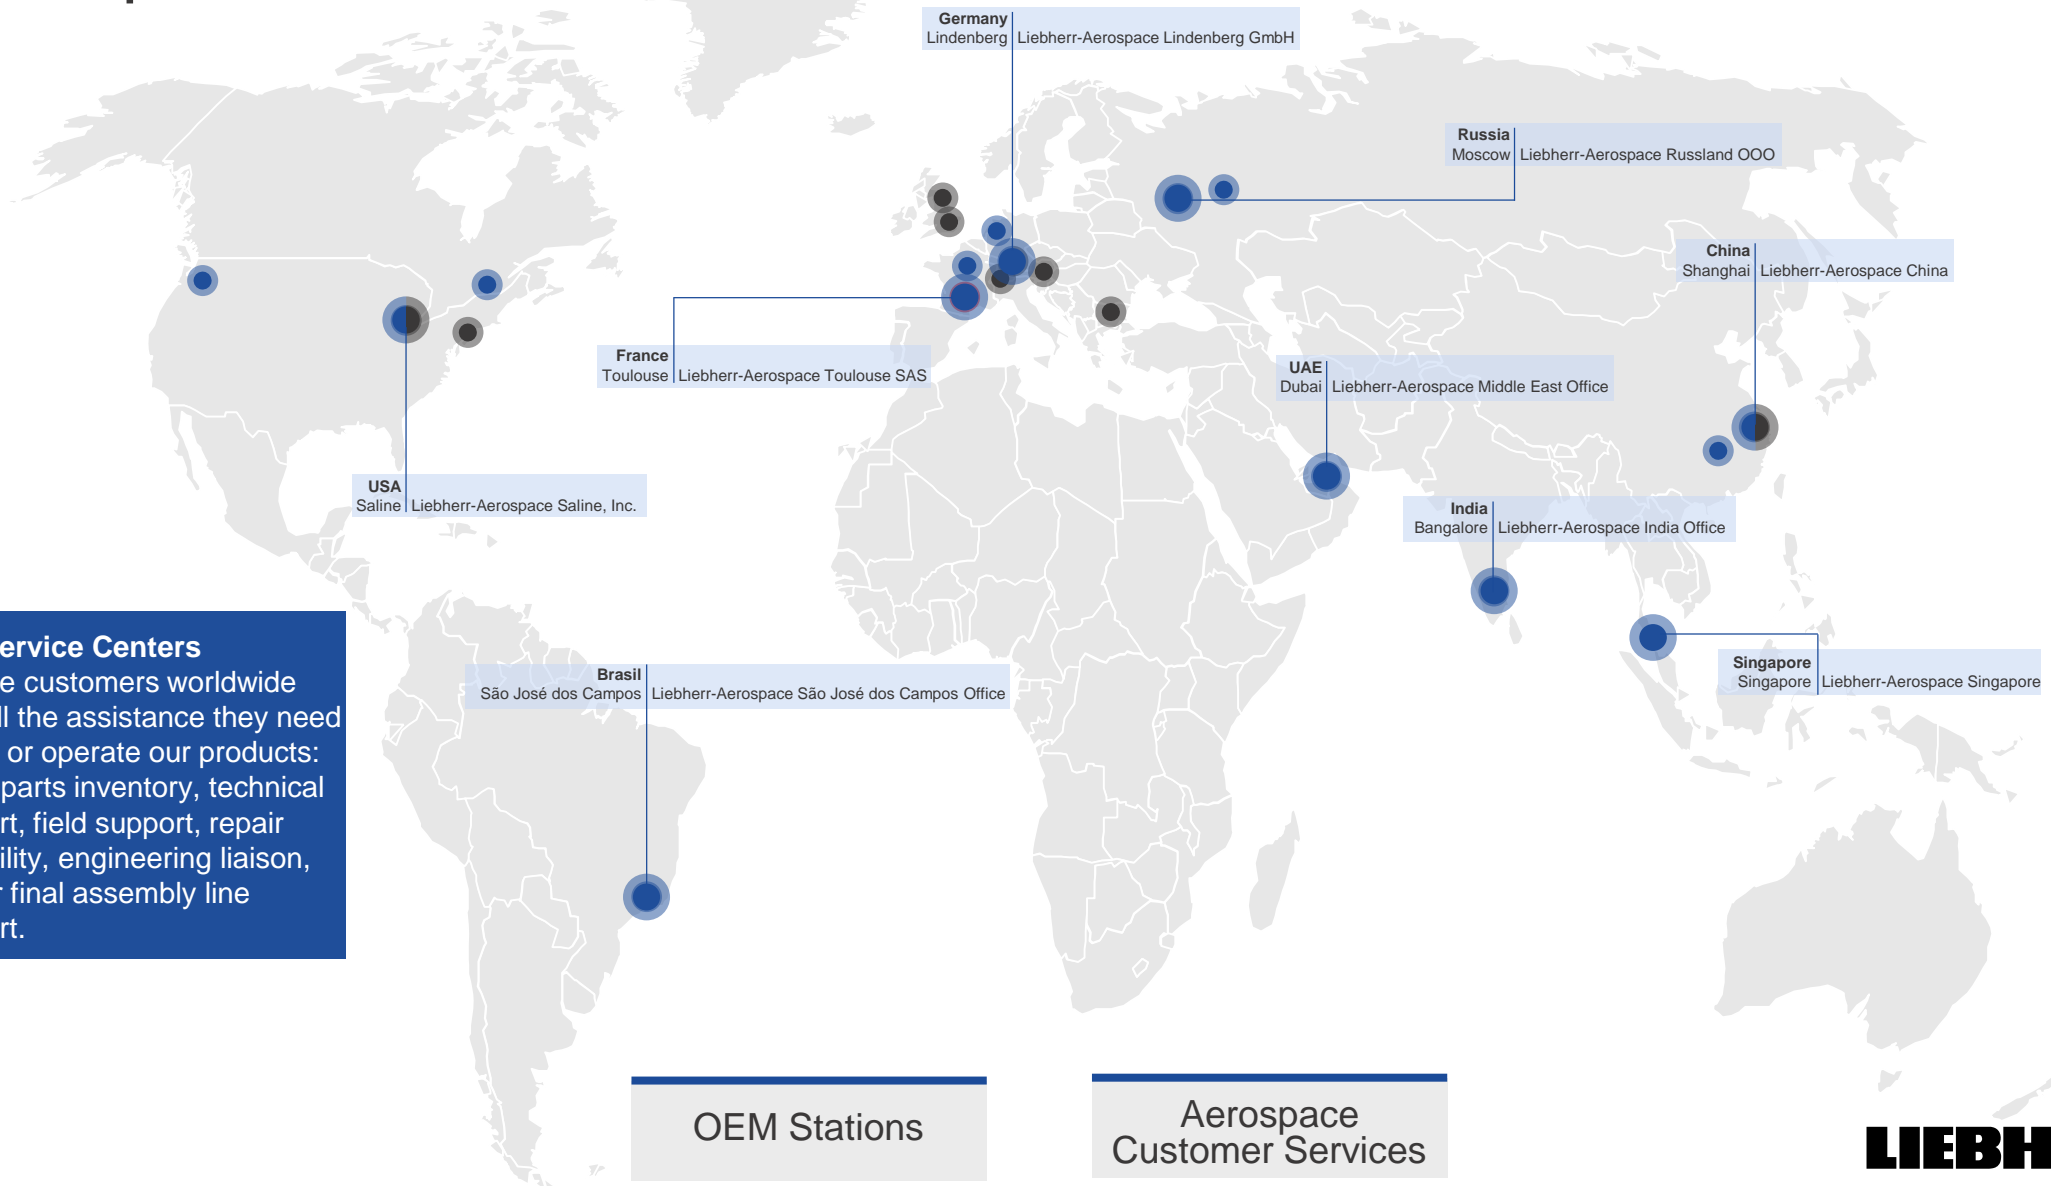 Germany
Lindenberg Liebherr-Aerospace Lindenberg GmbH
Russia
Moscow Liebherr-Aerospace Russland OOO
China
Shanghai Liebherr-Aerospace China
France
Toulouse Liebherr-Aerospace Toulouse SAS
UAE
Dubai Liebherr-Aerospace Middle East Office
USA
Saline Liebherr-Aerospace Saline, Inc.
India
Bangalore Liebherr-Aerospace India Office
Singapore
Singapore Liebherr-Aerospace Singapore
Brasil
São José dos Campos Liebherr-Aerospace São José dos Campos Office
ervice Centers
e customers worldwide
ll the assistance they need
or operate our products:
parts inventory, technical
rt, field support, repair
ility, engineering liaison,
r final assembly line
rt.
OEM Stations
Aerospace
Customer Services
LIEBH